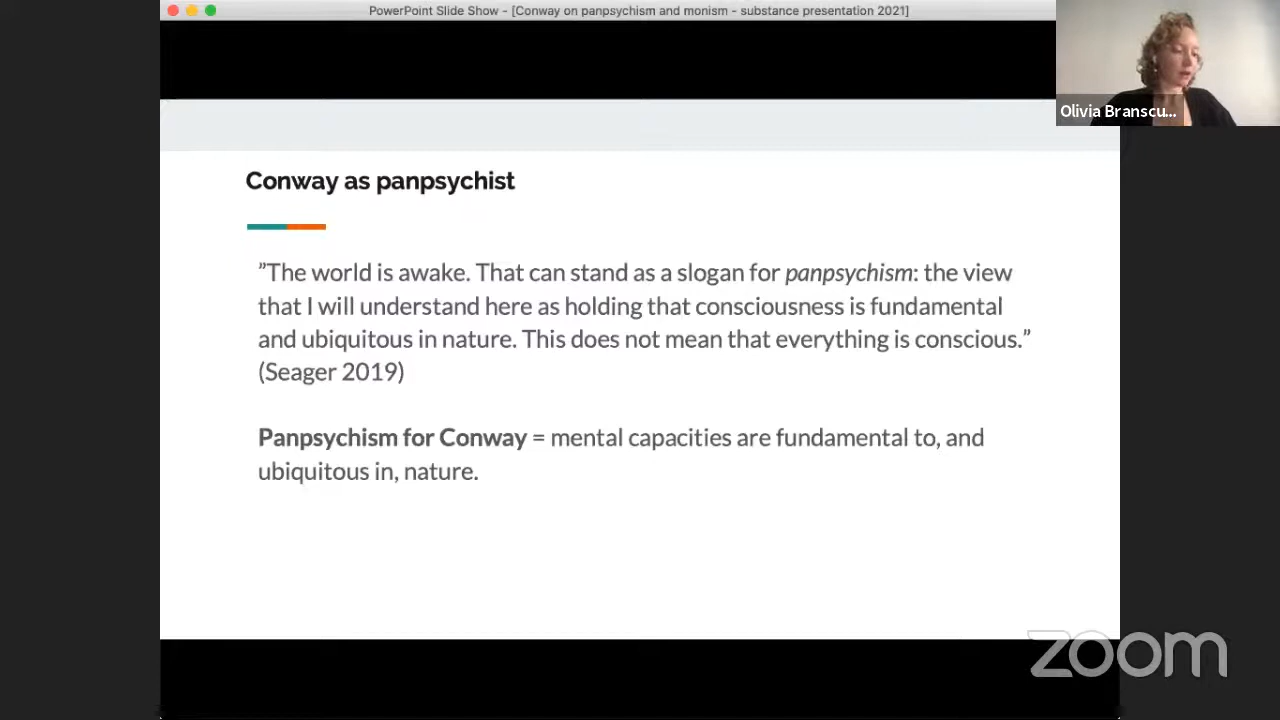 PowerPoint Slide Show - [Conway on panpsychism and monism - substance presentation 2021]
Olivia Branscu...
Conway as panpsychist
”The world is awake. That can stand as a slogan for panpsychism: the view
that I will understand here as holding that consciousness is fundamental
and ubiquitous in nature. This does not mean that everything is conscious.”
(Seager 2019)
Panpsychism for Conway = mental capacities are fundamental to, and
ubiquitous in, nature.
zoom